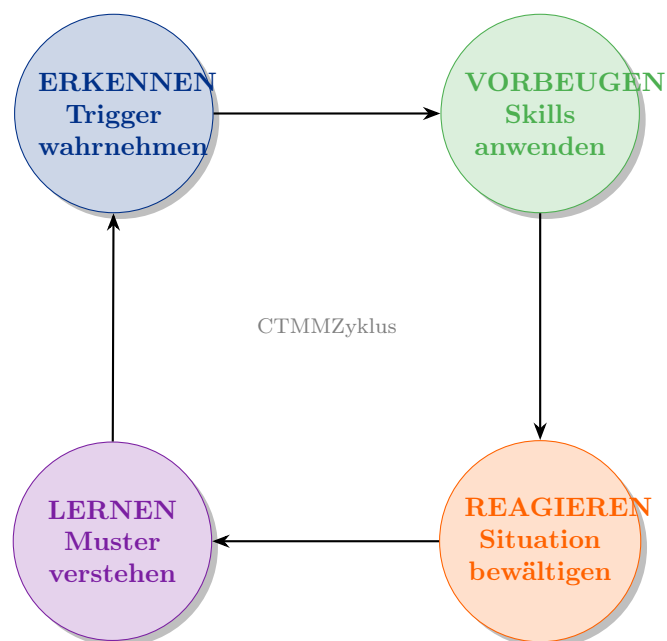 ERKENNEN
Trigger
wahrnehmen
VORBEUGEN
Skills
anwenden
CTMMZyklus
LERNEN
Muster
verstehen
REAGIEREN
Situation
bewältigen